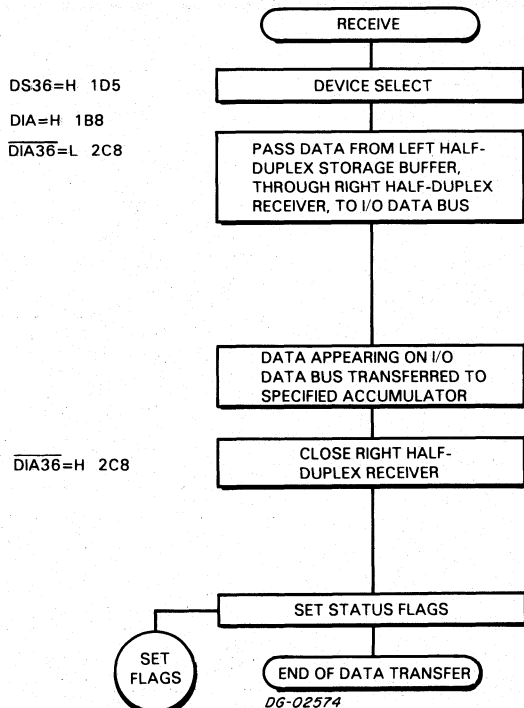 RECEIVE
DS36=H 1D5
DEVICE SELECT
DIA=H 1B8
DIA36=L 2C8
PASS DATA FROM LEFT HALF-
DUPLEX STORAGE BUFFER,
THROUGH RIGHT HALF-DUPLEX
RECEIVER, TO I/O DATA BUS
DATA APPEARING ON I/O
DATA BUS TRANSFERRED TO
SPECIFIED ACCUMULATOR
DIA36=H 2C8
CLOSE RIGHT HALF-
DUPLEX RECEIVER
SET STATUS FLAGS
SET
FLAGS
END OF DATA TRANSFER
DG-02574